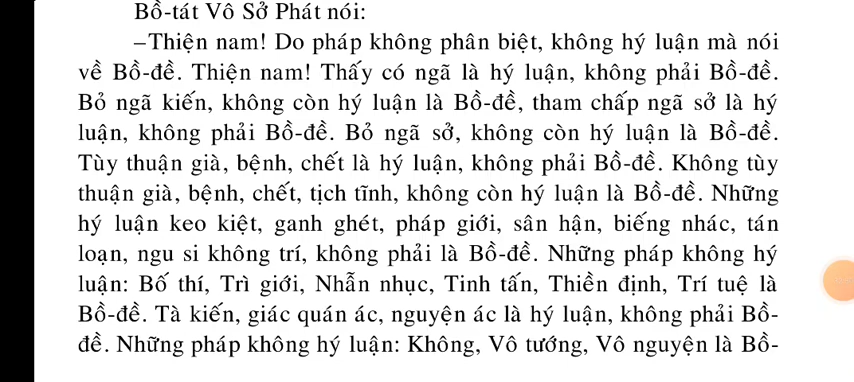 Bồ-tát Vô Sở Phát nói:
–Thiện nam! Do pháp không phân biệt, không hý luận mà nói
về Bồ-đề. Thiện nam! Thấy có ngã là hý luận, không phải Bồ-đề.
Bỏ ngã kiến, không còn hý luận là Bồ-đề, tham chấp ngã sở là hý
luận, không phải Bồ-đề. Bỏ ngã sở, không còn hý luận là Bồ-đề.
Tùy thuận già, bệnh, chết là hý luận, không phải Bồ-đề. Không tùy
thuận già, bệnh, chết, tịch tĩnh, không còn hý luận là Bồ-đề. Những
hý luận keo kiệt, ganh ghét, pháp giới, sân hận, biếng nhác, tán
loạn, ngu si không trí, không phải là Bồ-đề. Những pháp không hý
luận: Bố thí, Trì giới, Nhẫn nhục, Tinh tấn, Thiền định, Trí tuệ là
Bồ-đề. Tà kiến, giác quán ác, nguyện ác là hý luận, không phải Bồ-
đề. Những pháp không hý luận: Không, Vô tướng, Vô nguyện là Bồ-